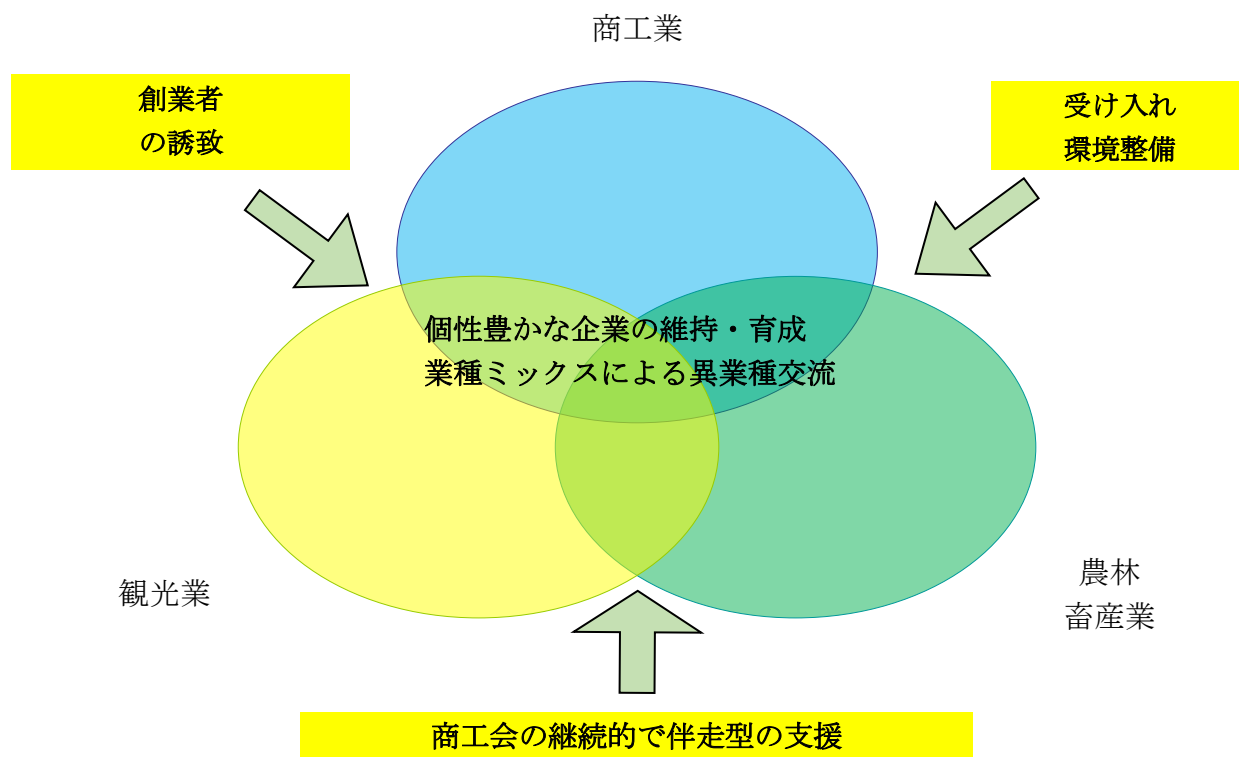 商工業
創業者
の誘致
受け入れ
環境整備
個性豊かな企業の維持・育成
業種ミックスによる異業種交流
観光業
農林
畜産業
商工会の継続的で伴走型の支援